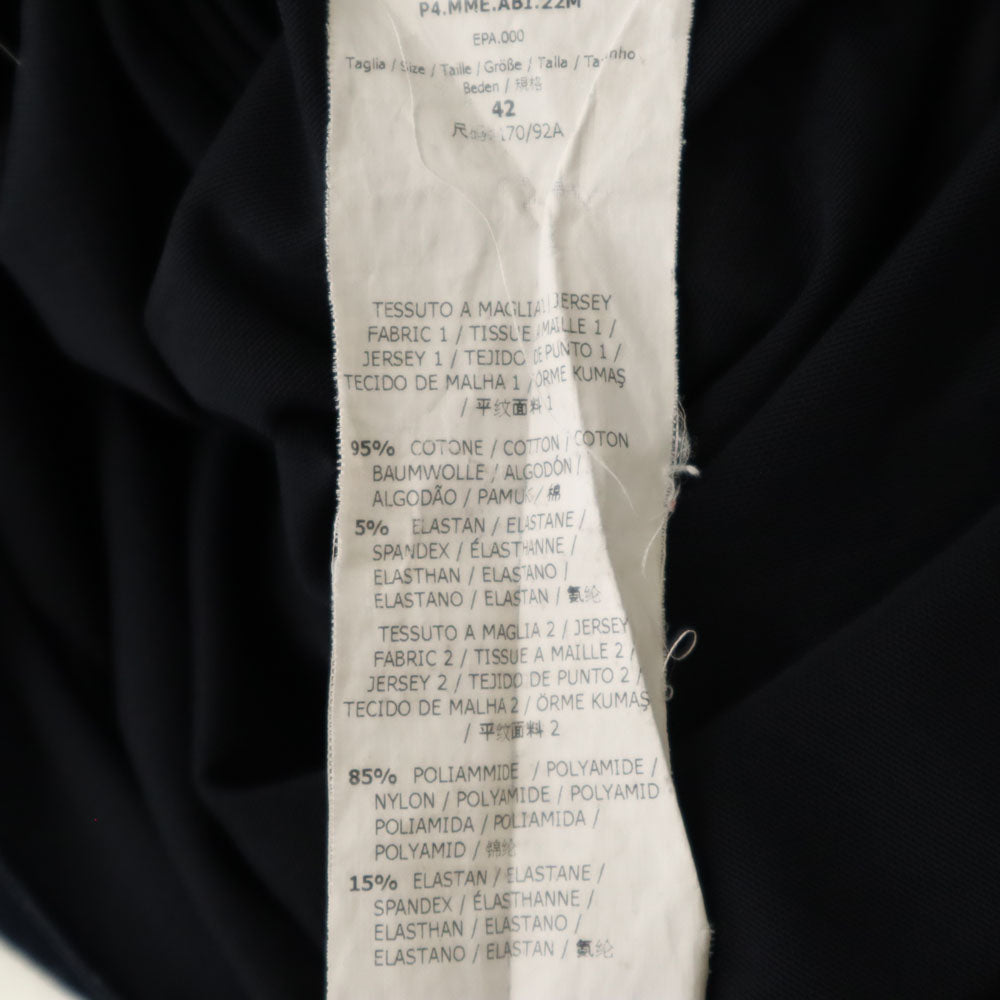 P4.MME.ABI.22M
EPA.000
Taglia / Size / Taille / Größe / Talla / Tamanho
Beden / 規格
42
尺码 170/92A
TESSUTO A MAGLIA 1 / JERSEY
FABRIC 1 / TISSUE A MAILLE 1 /
JERSEY 1 / TEJIDO DE PUNTO 1 /
TECIDO DE MALHA 1 / ÖRME KUMAŞ
/ 平纹面料 1
95% COTONE / COTTON / COTON
BAUMWOLLE / ALGODÓN /
ALGODÃO / PAMUK / 棉
5% ELASTAN / ELASTANE /
SPANDEX / ÉLASTHANNE /
ELASTHAN / ELASTANO /
ELASTANO / ELASTAN / 氨纶
TESSUTO A MAGLIA 2 / JERSEY
FABRIC 2 / TISSUE A MAILLE 2 /
JERSEY 2 / TEJIDO DE PUNTO 2 /
TECIDO DE MALHA 2 / ÖRME KUMAŞ
/ 平纹面料 2
85% POLIAMMIDE / POLYAMIDE /
NYLON / POLYAMIDE / POLYAMID
POLIAMIDA / POLIAMIDA /
POLYAMID / 锦纶
15% ELASTAN / ELASTANE /
SPANDEX / ÉLASTHANNE /
ELASTHAN / ELASTANO /
ELASTANO / ELASTAN / 氨纶